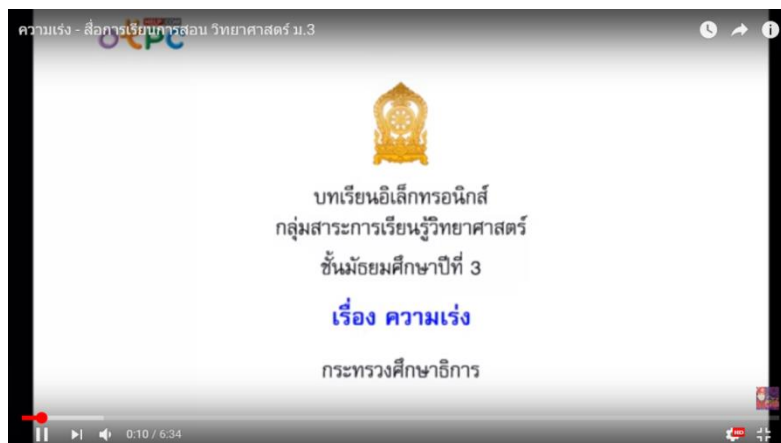 ความเร่ง - สื่อการเรียนการสอน วิทยาศาสตร์ ม.3
บทเรียนอิเล็กทรอนิกส์
กลุ่มสาระการเรียนรู้วิทยาศาสตร์
ชั้นมัธยมศึกษาปีที่ 3
เรื่อง ความเร่ง
กระทรวงศึกษาธิการ
0:10 / 6:34
HD